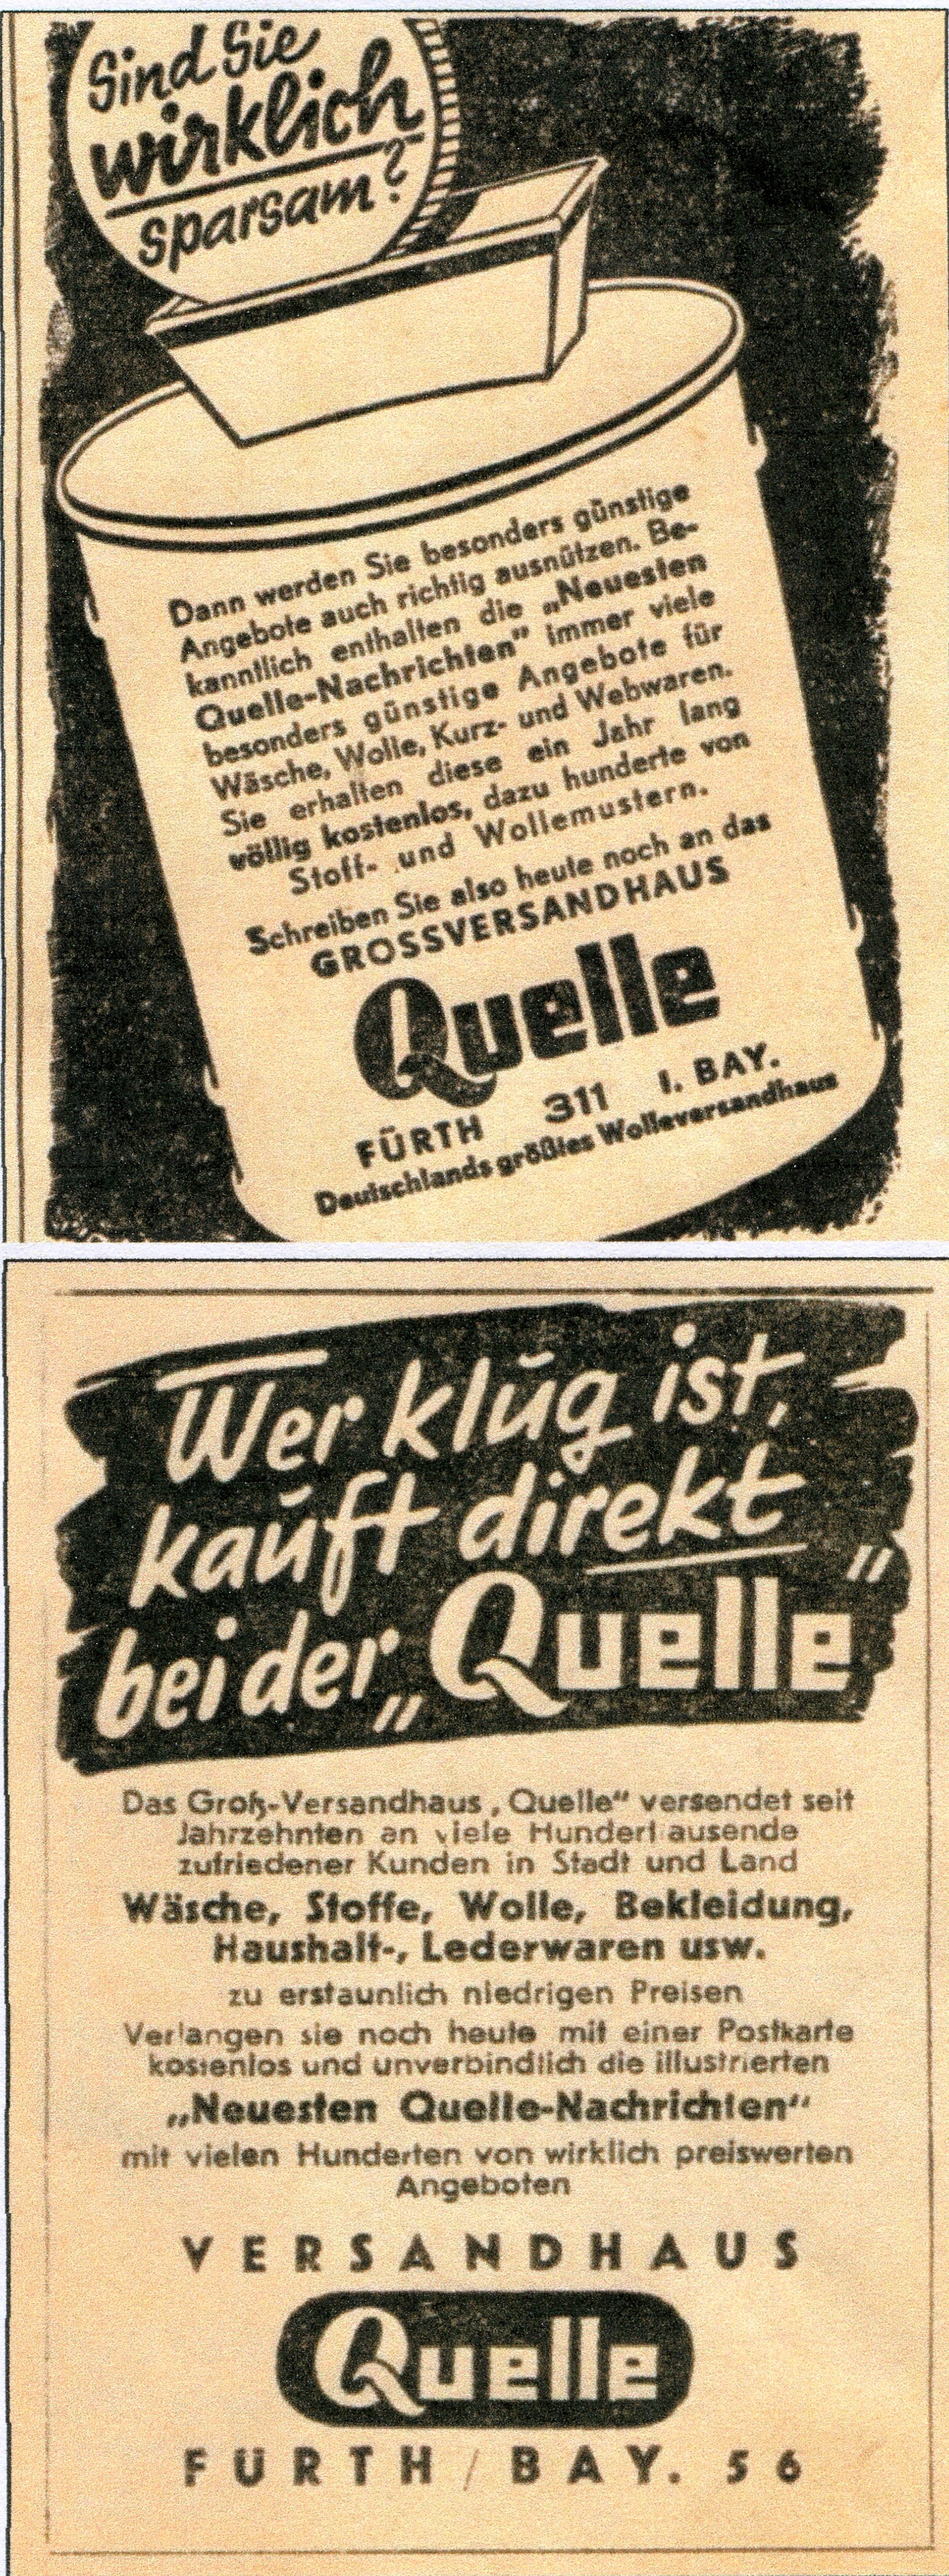 Sind Sie
wirklich
sparsam?
Dann werden Sie besonders günstige
Angebote auch richtig ausnützen. Be-
kanntlich enthalten die „Neuesten
Quelle-Nachrichten" immer viele
besonders günstige Angebote für
Wäsche, Wolle, Kurz- und Webwaren.
Sie erhalten diese ein Jahr lang
völlig kostenlos, dazu hunderte von
Stoff- und Wollemustern.
Schreiben Sie also heute noch an das
GROSSVERSANDHAUS
Quelle
FÜRTH 311 I. BAY.
Deutschlands größtes Wolleversandhaus
Wer klug ist,
kauft direkt
bei der „Quelle"
Das Groß-Versandhaus „Quelle“ versendet seit
Jahrzehnten an viele Hunderttausende
zufriedener Kunden in Stadt und Land
Wäsche, Stoffe, Wolle, Bekleidung,
Haushalt-, Lederwaren usw.
zu erstaunlich niedrigen Preisen
Verlangen sie noch heute mit einer Postkarte
kostenlos und unverbindlich die illustrierten
„Neuesten Quelle-Nachrichten“
mit vielen Hunderten von wirklich preiswerten
Angeboten
VERSANDHAUS
Quelle
FÜRTH / BAY. 56